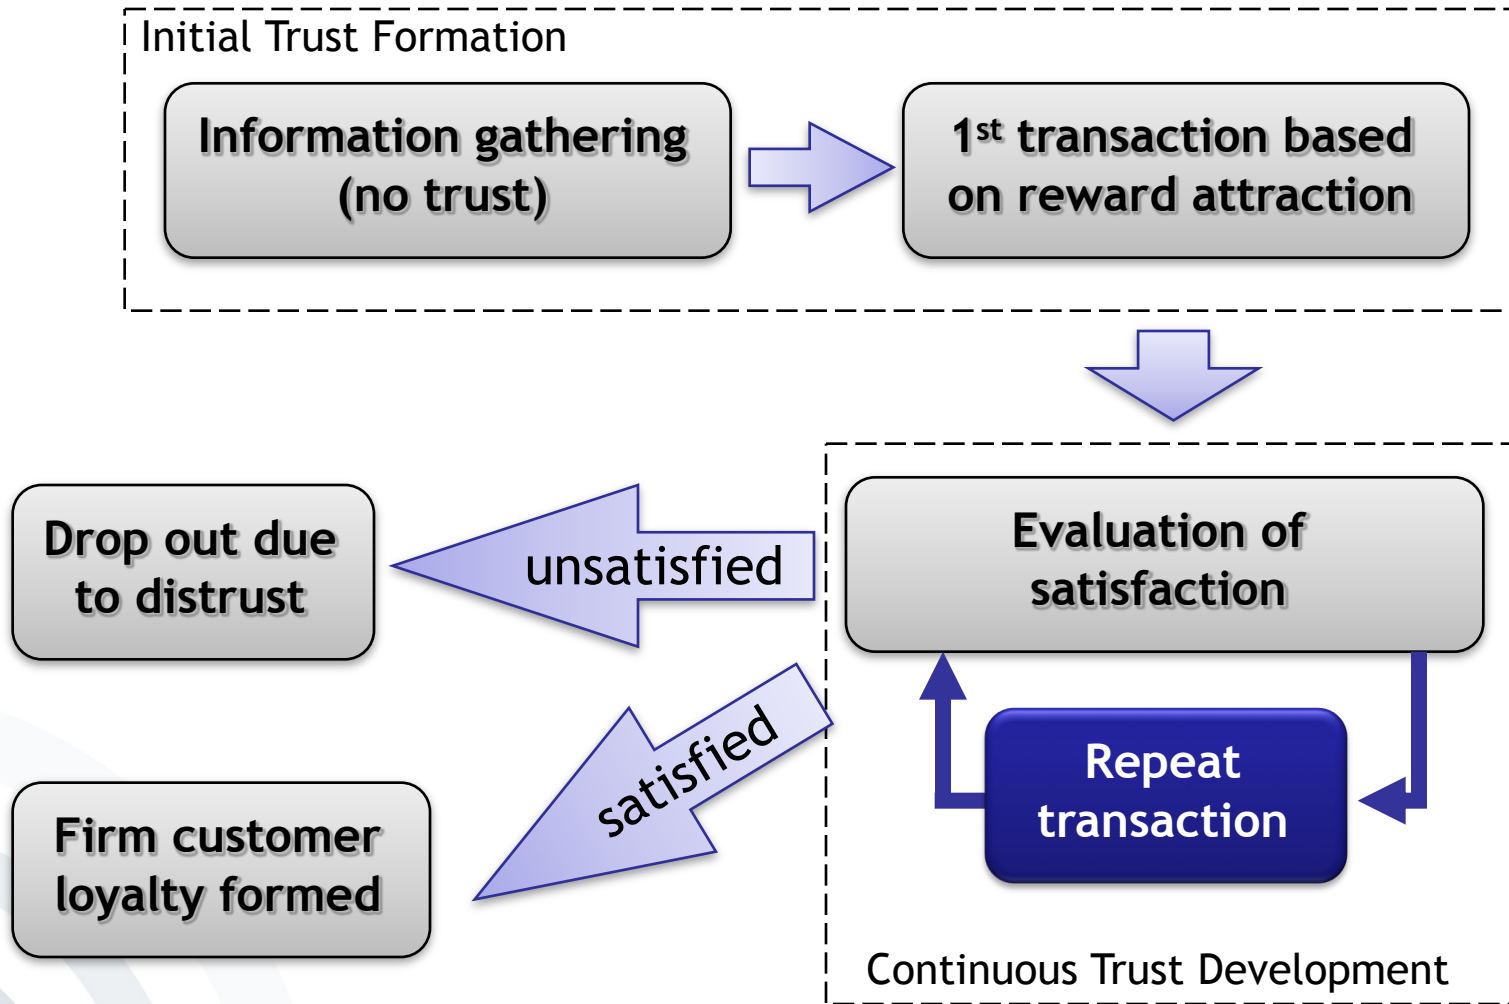 Initial Trust Formation
Information gathering
(no trust)
1st transaction based
on reward attraction
Drop out due
to distrust
unsatisfied
Evaluation of
satisfaction
satisfied
Repeat
transaction
Firm customer
loyalty formed
Continuous Trust Development